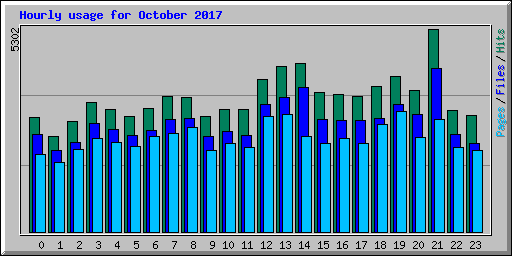 Hourly usage for October 2017
5302
Pages / Files / Hits
0 1 2 3 4 5 6 7 8 9 10 11 12 13 14 15 16 17 18 19 20 21 22 23